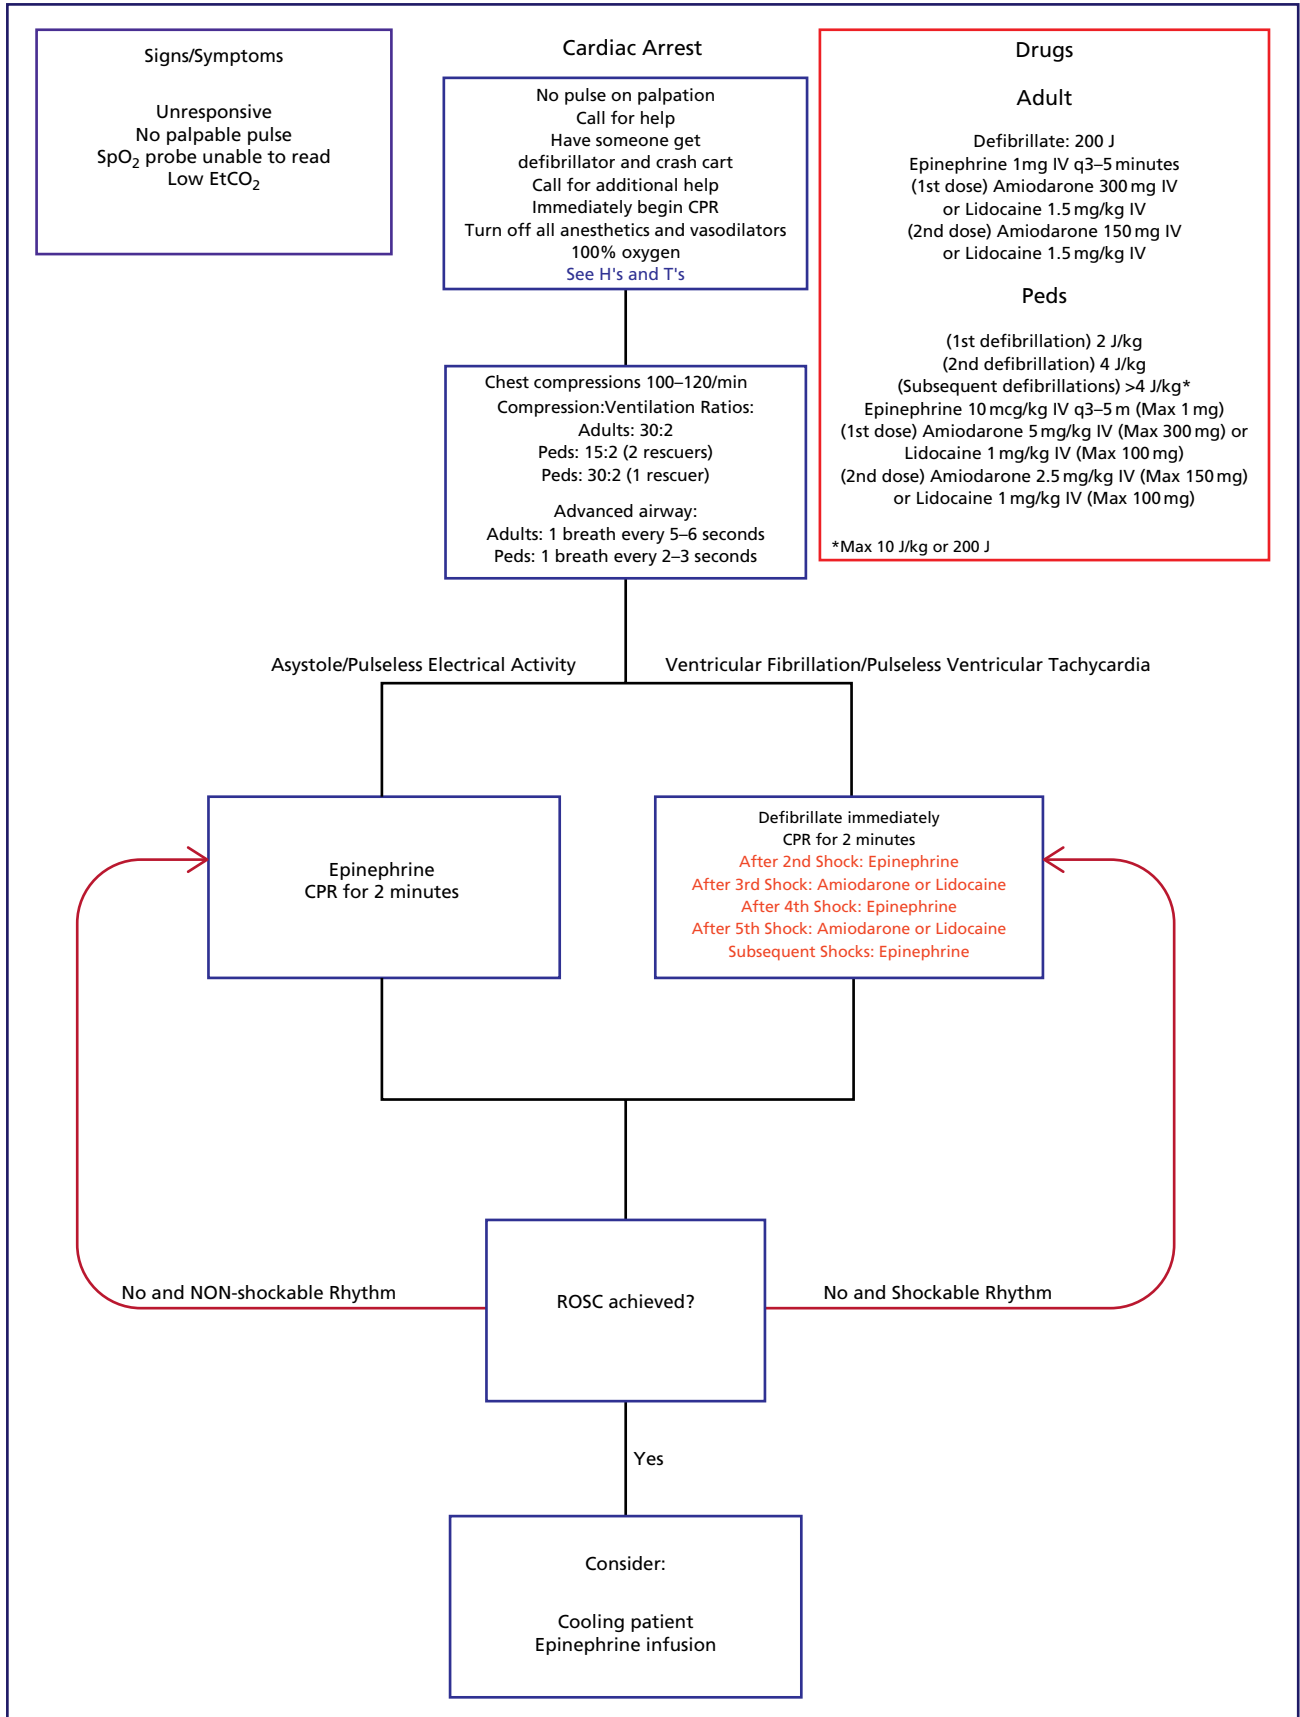 Signs/Symptoms
Unresponsive
No palpable pulse
SpO₂ probe unable to read
Low EtCO₂
Cardiac Arrest
No pulse on palpation
Call for help
Have someone get
defibrillator and crash cart
Call for additional help
Immediately begin CPR
Turn off all anesthetics and vasodilators
100% oxygen
See H's and T's
Drugs
Adult
Defibrillate: 200 J
Epinephrine 1mg IV q3–5 minutes
(1st dose) Amiodarone 300 mg IV
or Lidocaine 1.5 mg/kg IV
(2nd dose) Amiodarone 150 mg IV
or Lidocaine 1.5 mg/kg IV
Peds
(1st defibrillation) 2 J/kg
(2nd defibrillation) 4 J/kg
(Subsequent defibrillations) >4 J/kg*
Epinephrine 10 mcg/kg IV q3–5 m (Max 1 mg)
(1st dose) Amiodarone 5 mg/kg IV (Max 300 mg) or
Lidocaine 1 mg/kg IV (Max 100 mg)
(2nd dose) Amiodarone 2.5 mg/kg IV (Max 150 mg)
or Lidocaine 1 mg/kg IV (Max 100 mg)
*Max 10 J/kg or 200 J
Chest compressions 100–120/min
Compression:Ventilation Ratios:
Adults: 30:2
Peds: 15:2 (2 rescuers)
Peds: 30:2 (1 rescuer)
Advanced airway:
Adults: 1 breath every 5–6 seconds
Peds: 1 breath every 2–3 seconds
Asystole/Pulseless Electrical Activity
Ventricular Fibrillation/Pulseless Ventricular Tachycardia
Epinephrine
CPR for 2 minutes
Defibrillate immediately
CPR for 2 minutes
After 2nd Shock: Epinephrine
After 3rd Shock: Amiodarone or Lidocaine
After 4th Shock: Epinephrine
After 5th Shock: Amiodarone or Lidocaine
Subsequent Shocks: Epinephrine
No and NON-shockable Rhythm
ROSC achieved?
No and Shockable Rhythm
Yes
Consider:
Cooling patient
Epinephrine infusion